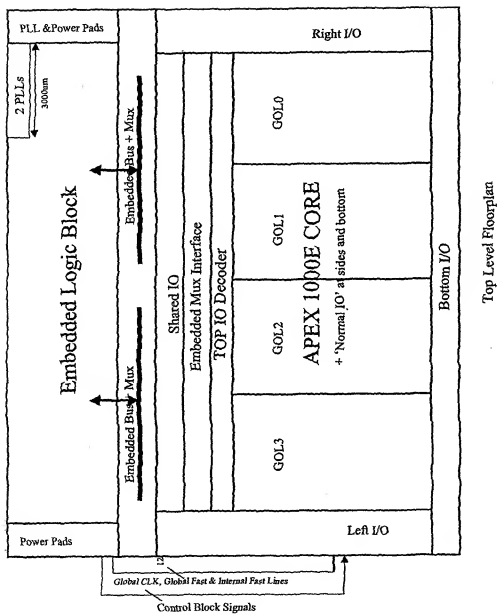 PLL &Power Pads
Right I/O
2 PLLs
3000um
Embedded Logic Block
Embedded Bus + Mux
Embedded Bus+ Mux
Shared IO
Embedded Mux Interface
TOP IO Decoder
GOL0
GOL1
GOL2
GOL3
APEX 1000E CORE
+ 'Normal IO' at sides and bottom
Bottom I/O
Top Level Floorplan
Left I/O
Power Pads
12
Global CLX, Global Fast & Internal Fast Lines
Control Block Signals